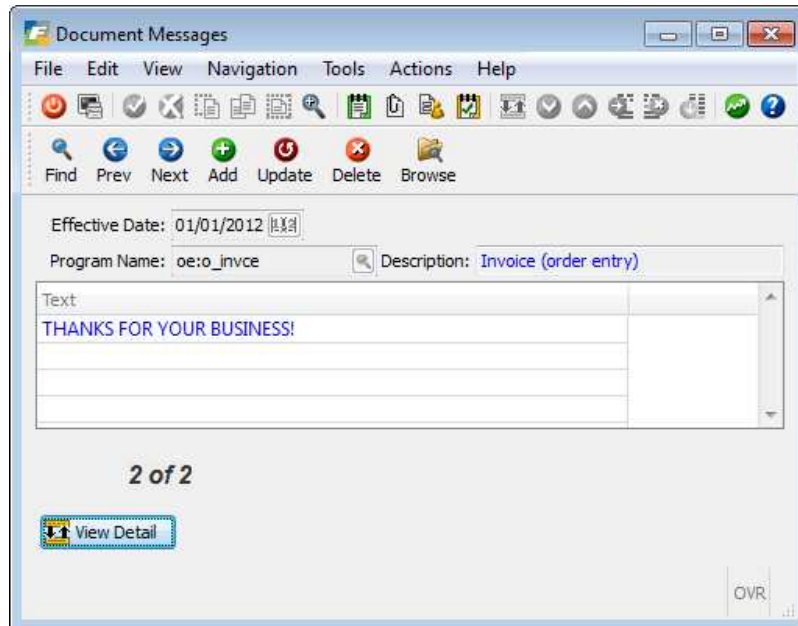 Document Messages
File Edit View Navigation Tools Actions Help
Find Prev Next Add Update Delete Browse
Effective Date: 01/01/2012
Program Name: oe:o_invce Description: Invoice (order entry)
Text
THANKS FOR YOUR BUSINESS!
2 of 2
View Detail
OVR